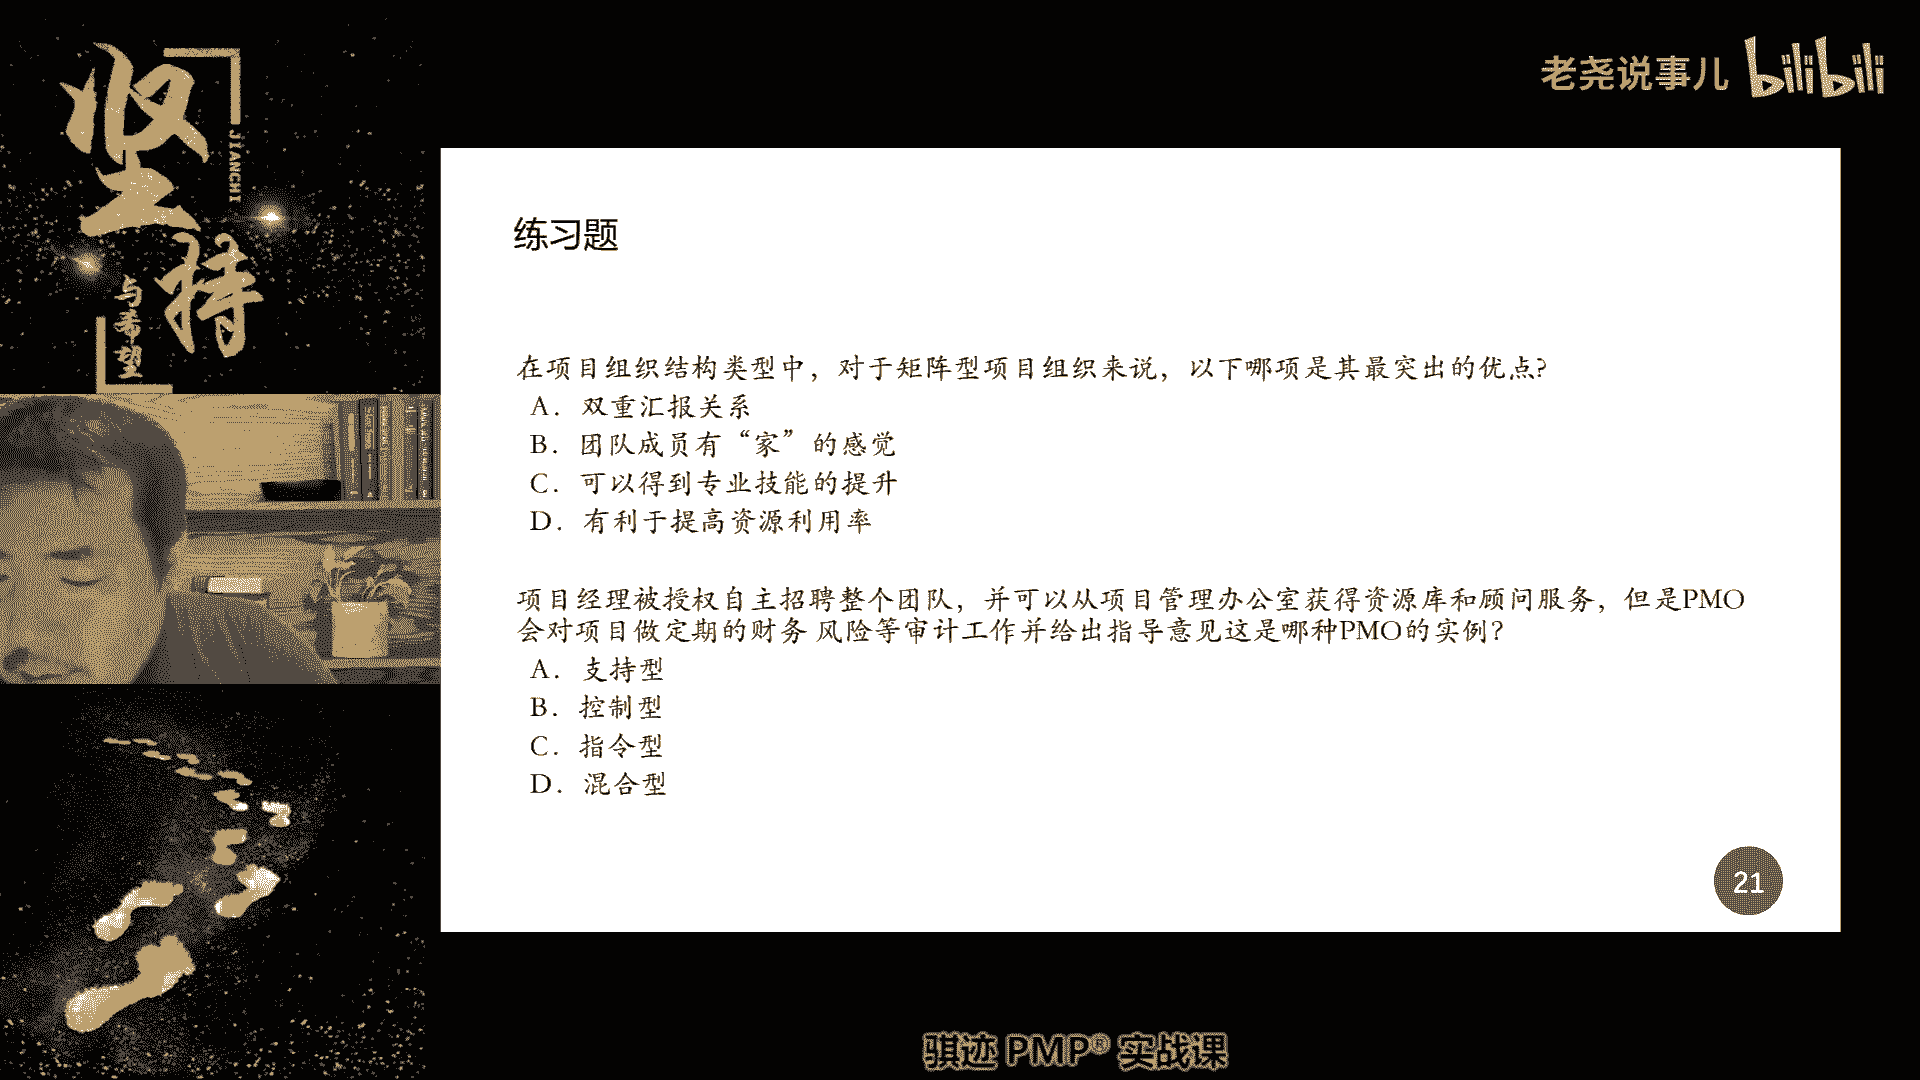 坚持
JIANCHI
与希望
老尧说事儿 bilibili
练习题
在项目组织结构类型中，对于矩阵型项目组织来说，以下哪项是其最突出的优点?
A．双重汇报关系
B．团队成员有“家”的感觉
C．可以得到专业技能的提升
D．有利于提高资源利用率
项目经理被授权自主招聘整个团队，并可以从项目管理办公室获得资源库和顾问服务，但是PMO
会对项目做定期的财务 风险等审计工作并给出指导意见这是哪种PMO的实例？
A．支持型
B．控制型
C．指令型
D．混合型
21
骐迹 PMP® 实战课